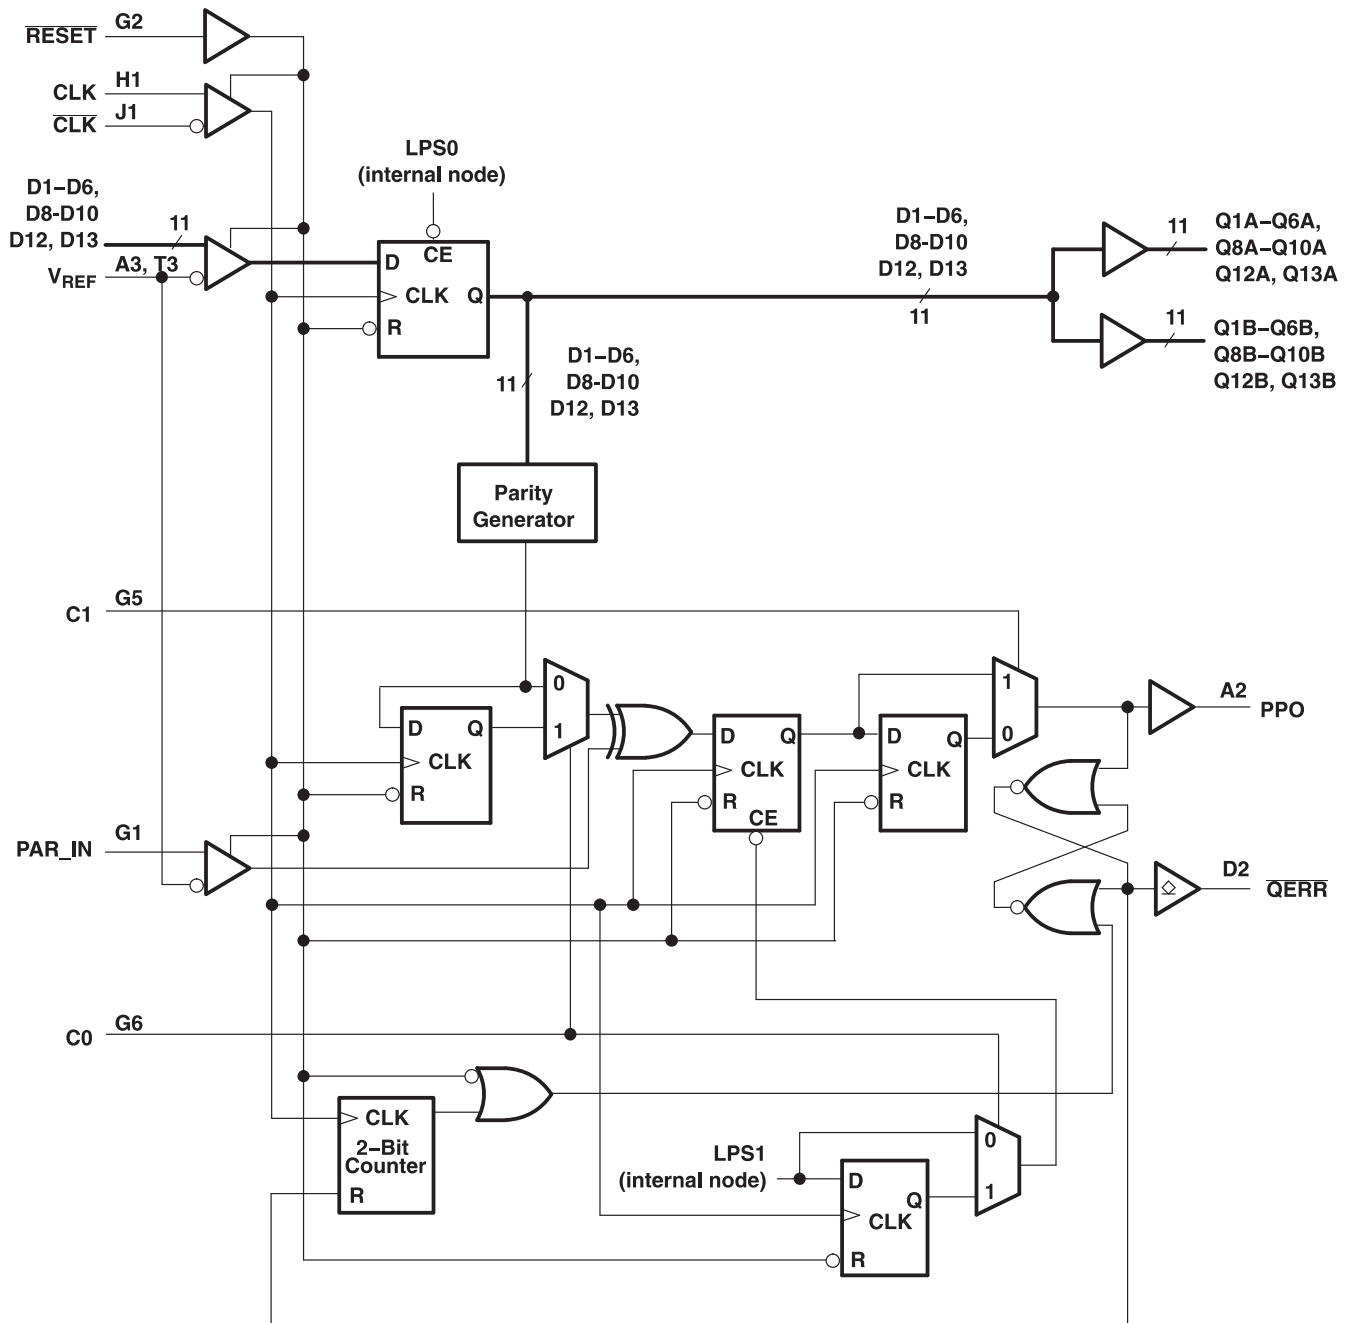 RESET G2
CLK H1
CLK J1
LPS0
(internal node)
D1–D6,
D8-D10
D12, D13
11
VREF A3, T3
CE
D
CLK Q
R
D1–D6,
D8-D10
D12, D13
11
11
Q1A–Q6A,
Q8A–Q10A
Q12A, Q13A
11
Q1B–Q6B,
Q8B–Q10B
Q12B, Q13B
11
D1–D6,
D8-D10
D12, D13
Parity
Generator
C1 G5
0
1
D Q
CLK
R
D Q
CLK
R
CE
D Q
CLK
R
1
0
A2
PPO
PAR_IN G1
D2
QERR
C0 G6
CLK
2–Bit
Counter
R
LPS1
(internal node)
D
Q
CLK
R
0
1